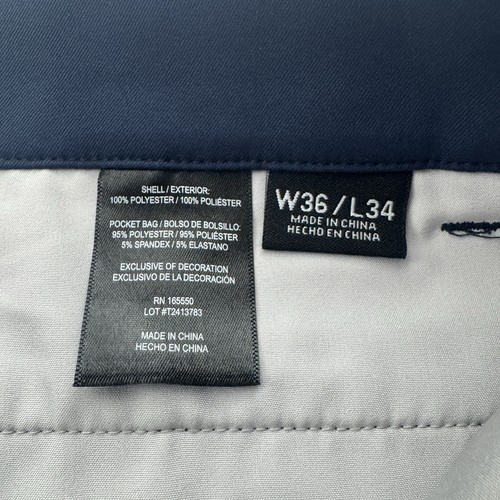 SHELL / EXTERIOR:
100% POLYESTER / 100% POLIÉSTER
POCKET BAG / BOLSO DE BOLSILLO:
95% POLYESTER / 95% POLIÉSTER
5% SPANDEX / 5% ELASTANO
EXCLUSIVE OF DECORATION
EXCLUSIVO DE LA DECORACIÓN
RN 165550
LOT #T2413783
MADE IN CHINA
HECHO EN CHINA
W36 / L34
MADE IN CHINA
HECHO EN CHINA